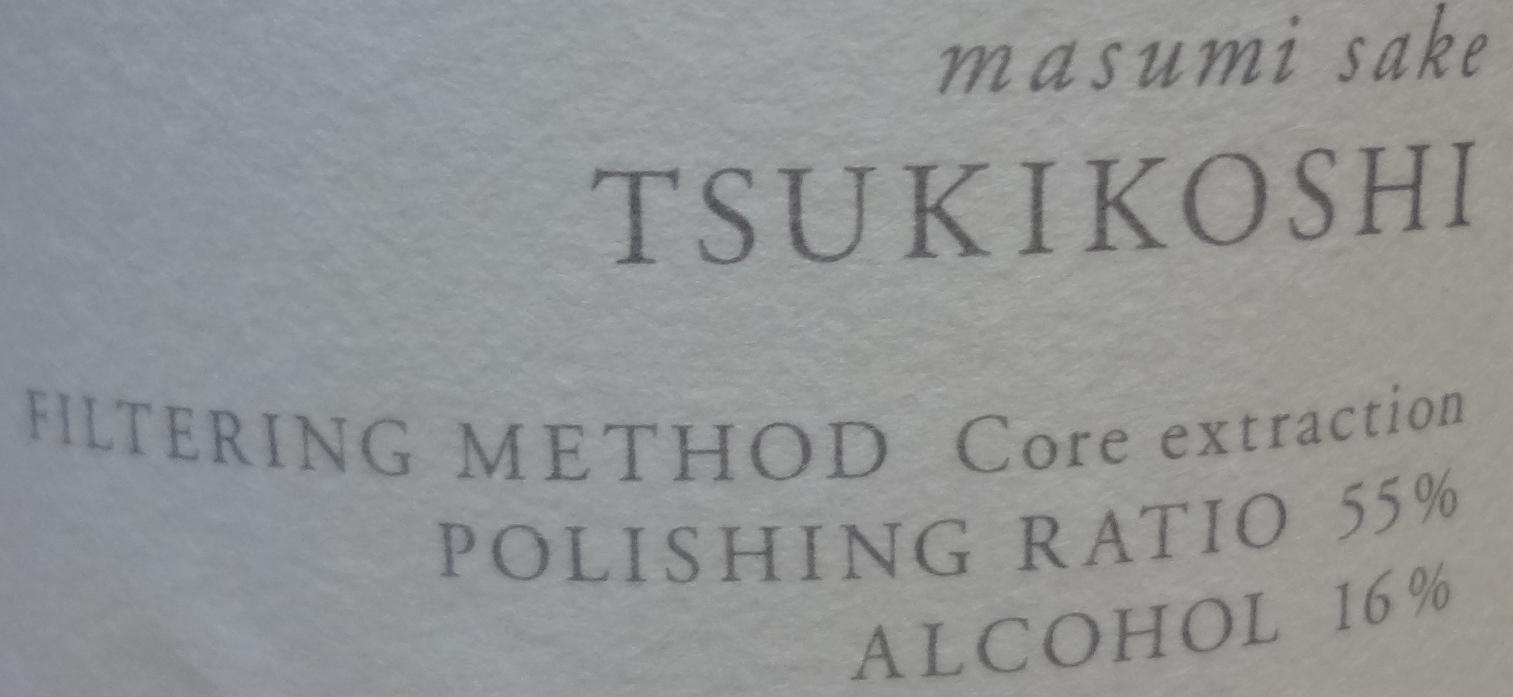 masumi sake
TSUKIKOSHI
FILTERING METHOD Core extraction
POLISHING RATIO 55%
ALCOHOL 16%